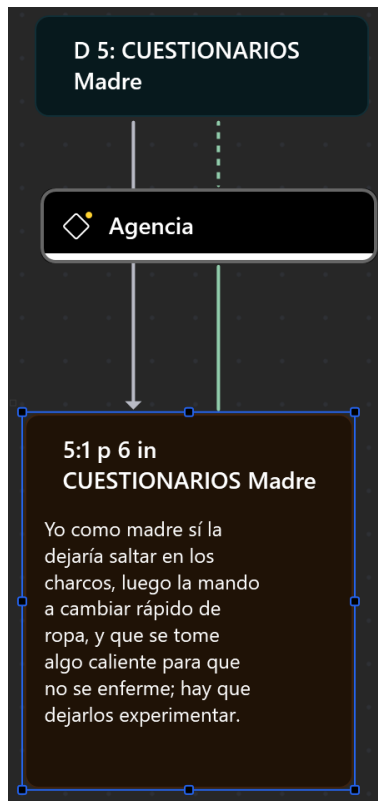 D 5: CUESTIONARIOS
Madre
Agencia
5:1 p 6 in
CUESTIONARIOS Madre
Yo como madre sí la
dejaría saltar en los
charcos, luego la mando
a cambiar rápido de
ropa, y que se tome
algo caliente para que
no se enferme; hay que
dejarlos experimentar.